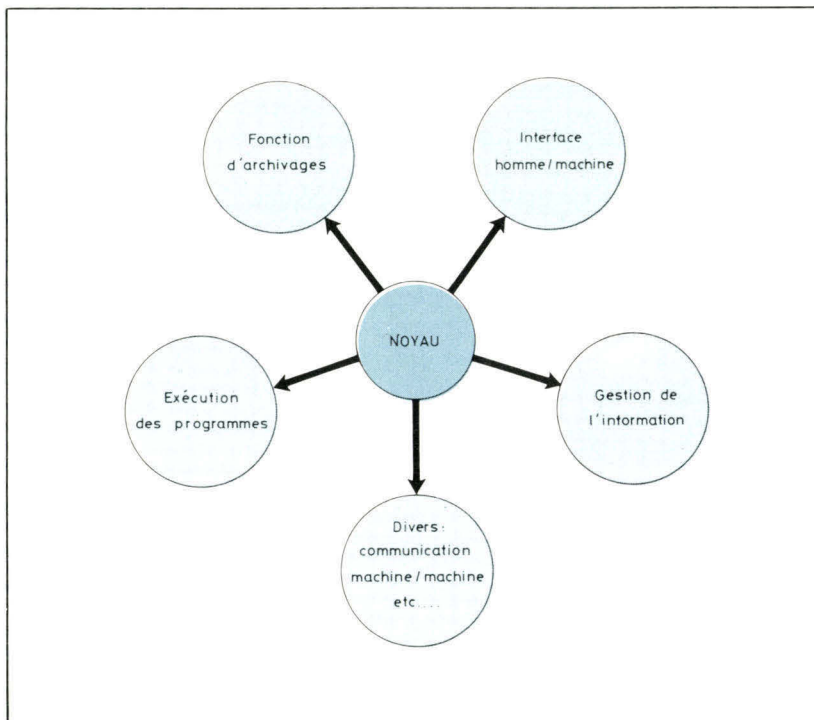 Fonction
d'archivages
Interface
homme/machine
NOYAU
Exécution
des programmes
Gestion de
l'information
Divers:
communication
machine/machine
etc....